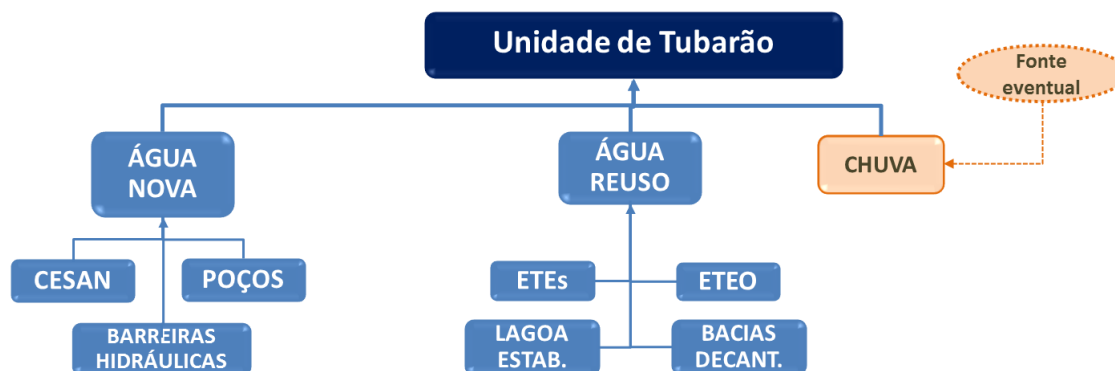 Unidade de Tubarão
Fonte
eventual
ÁGUA
NOVA
ÁGUA
REUSO
CHUVA
CESAN
POÇOS
ETEs
ETEO
BARREIRAS
HIDRÁULICAS
LAGOA
ESTAB.
BACIAS
DECANT.